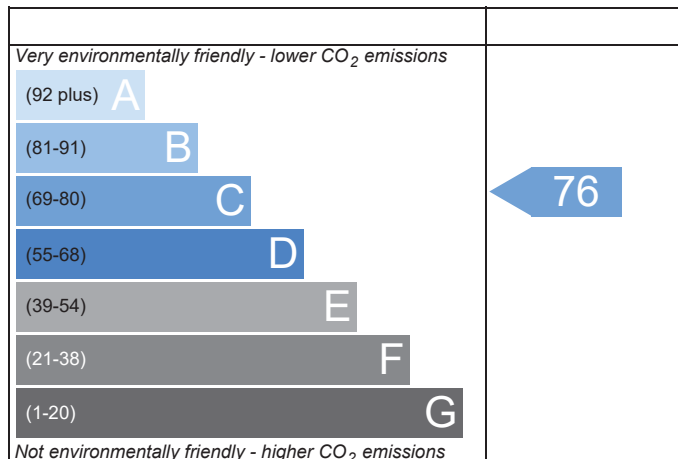 Very environmentally friendly - lower CO2 emissions
(92 plus) A
(81-91) B
(69-80) C
76
(55-68) D
(39-54) E
(21-38) F
(1-20) G
Not environmentally friendly - higher CO2 emissions